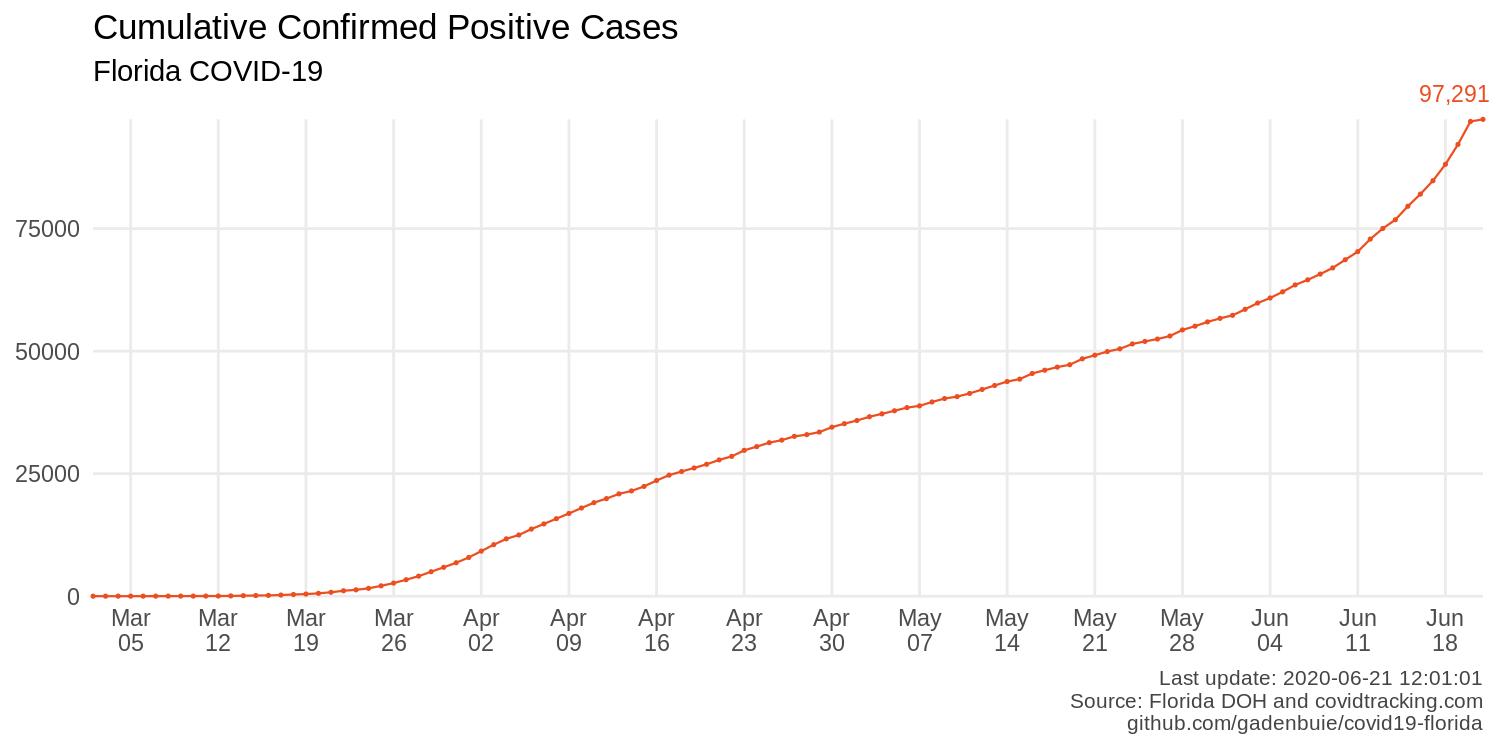 Cumulative Confirmed Positive Cases
Florida COVID-19
97,291
75000
50000
25000
0
Mar Mar Mar Mar Apr Apr Apr Apr Apr May May May May Jun Jun Jun
05 12 19 26 02 09 16 23 30 07 14 21 28 04 11 18
Last update: 2020-06-21 12:01:01
Source: Florida DOH and covidtracking.com
github.com/gadenbuie/covid19-florida